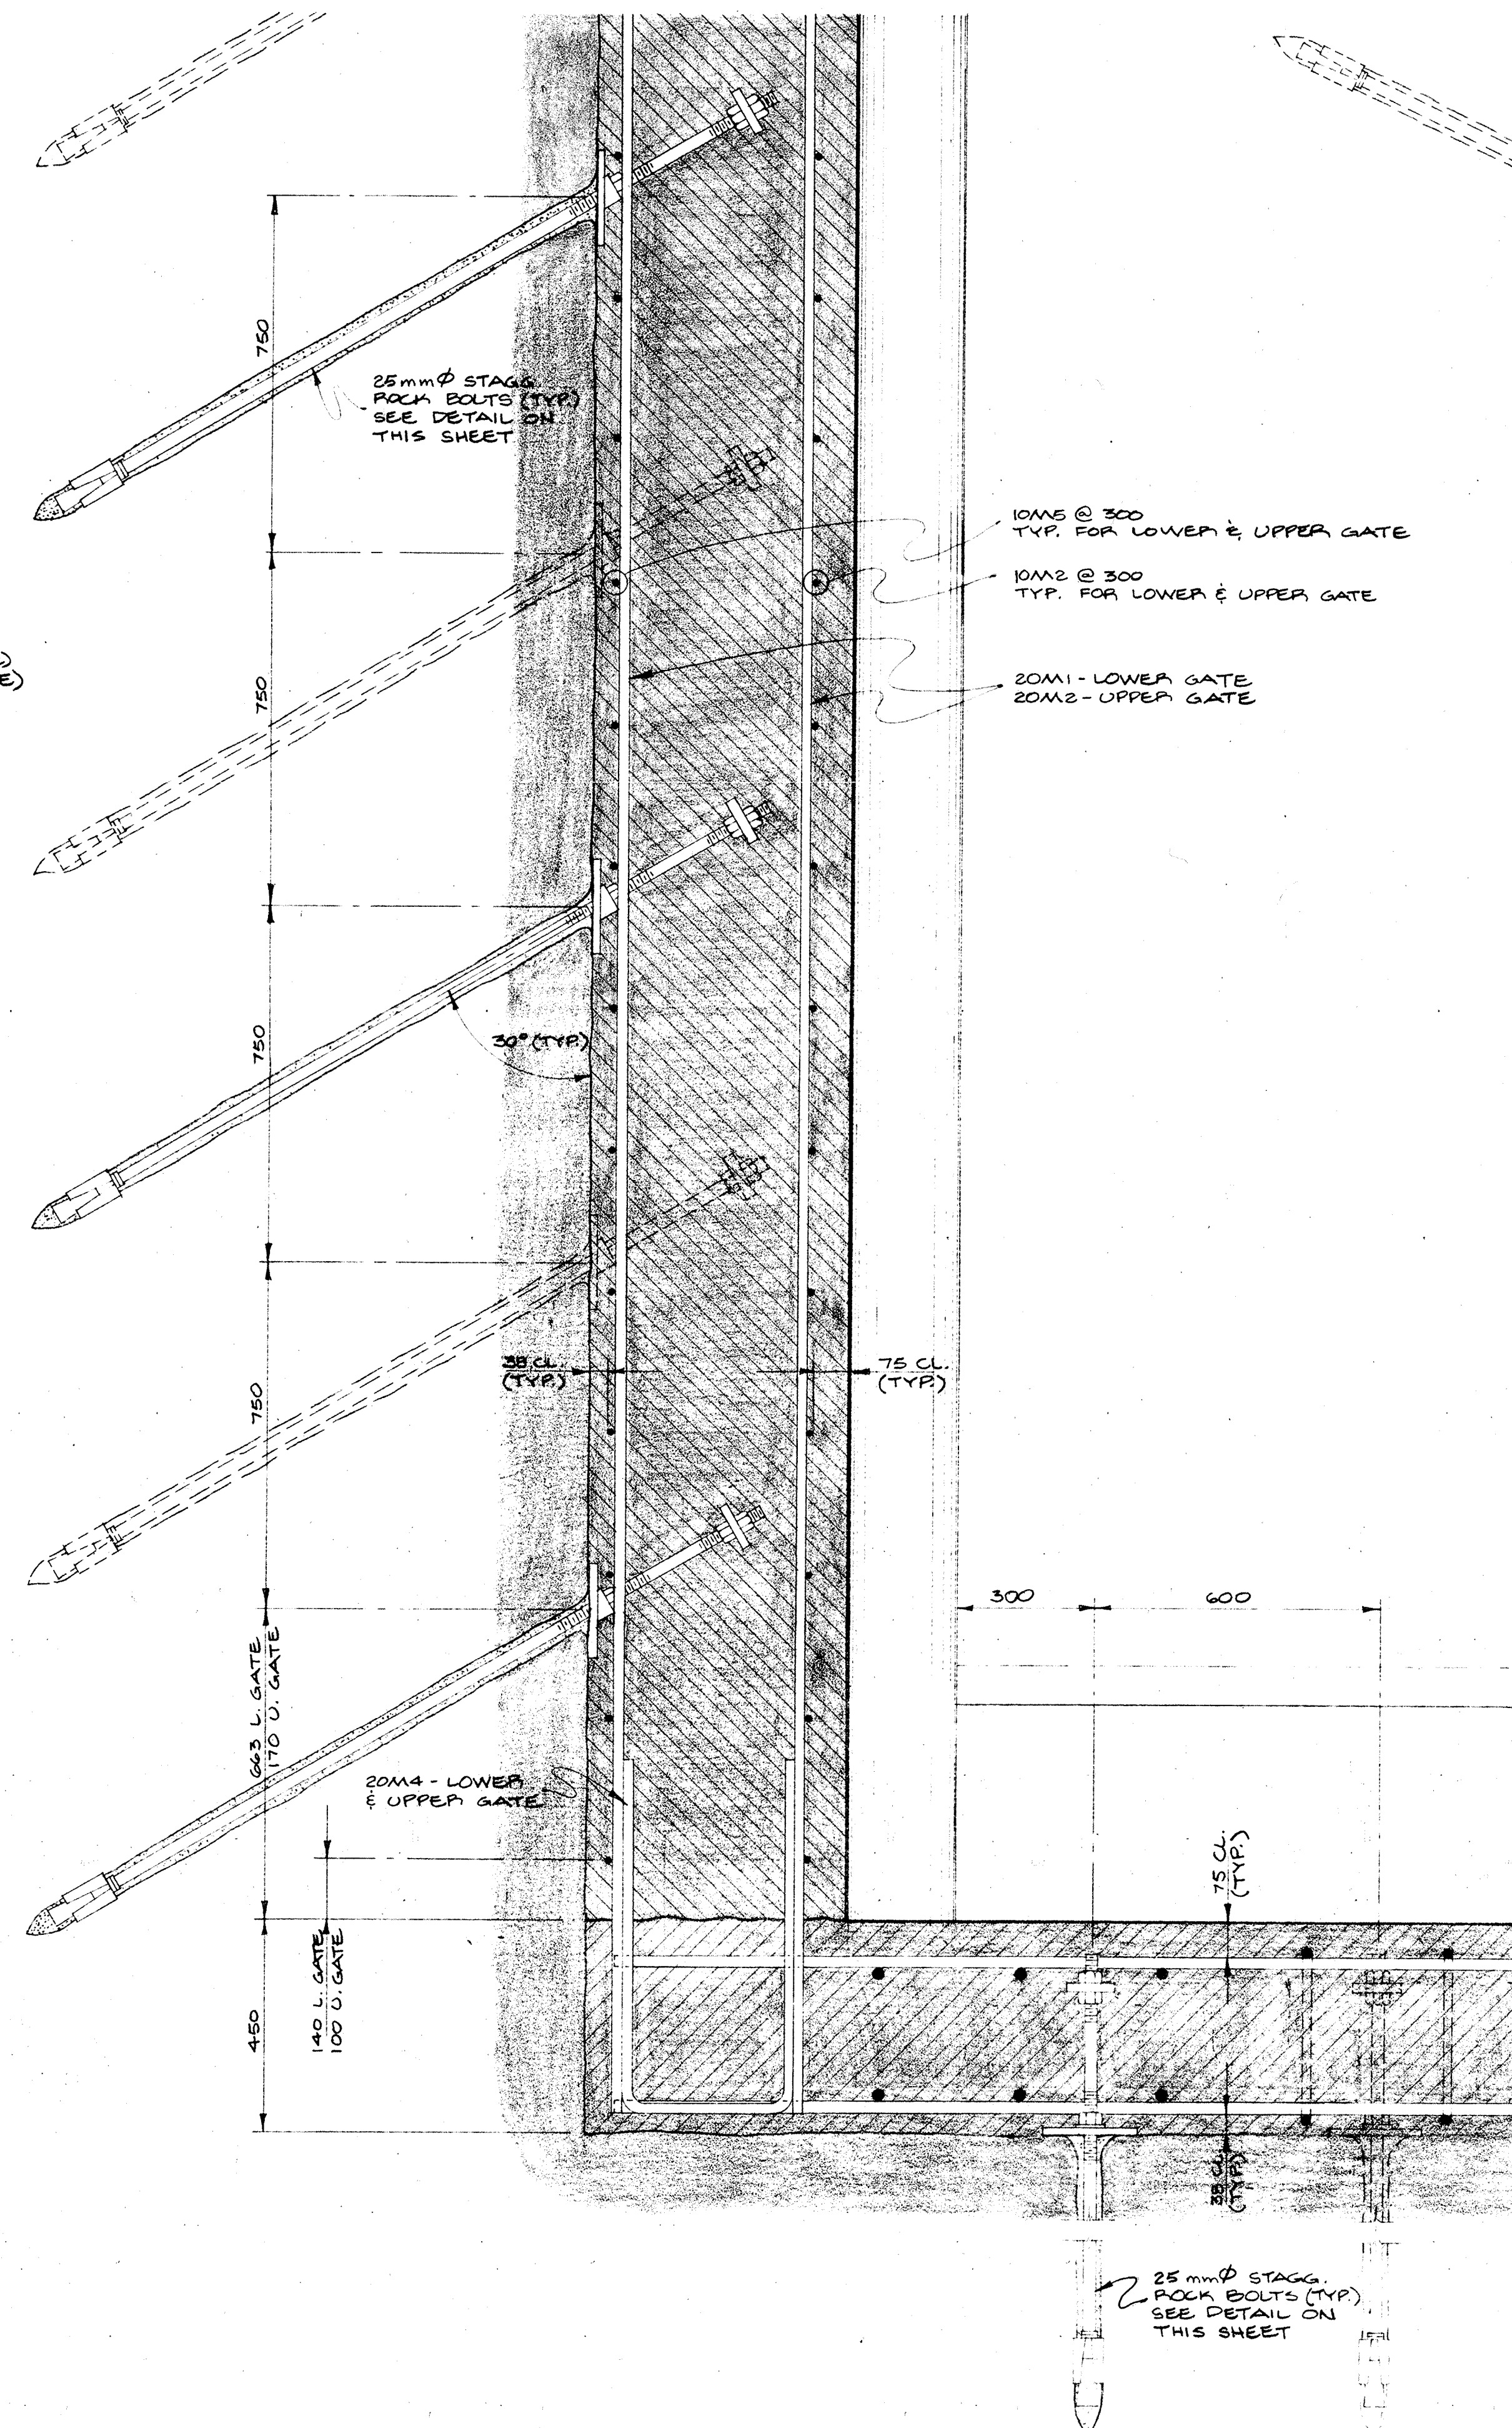 750
25mmØ STAGG.
ROCK BOLTS (TYP.)
SEE DETAIL ON
THIS SHEET
10M5 @ 300
TYP. FOR LOWER & UPPER GATE
10M2 @ 300
TYP. FOR LOWER & UPPER GATE
E)
750
20M1 - LOWER GATE
20M2 - UPPER GATE
750
30° (TYP.)
38 CL.
(TYP.)
75 CL.
(TYP.)
750
300
600
663 L. GATE
170 U. GATE
20M4 - LOWER
& UPPER GATE
75 CL.
(TYP.)
450
140 L. GATE
100 U. GATE
38 CL.
(TYP.)
25 mmØ STAGG.
ROCK BOLTS (TYP.)
SEE DETAIL ON
THIS SHEET